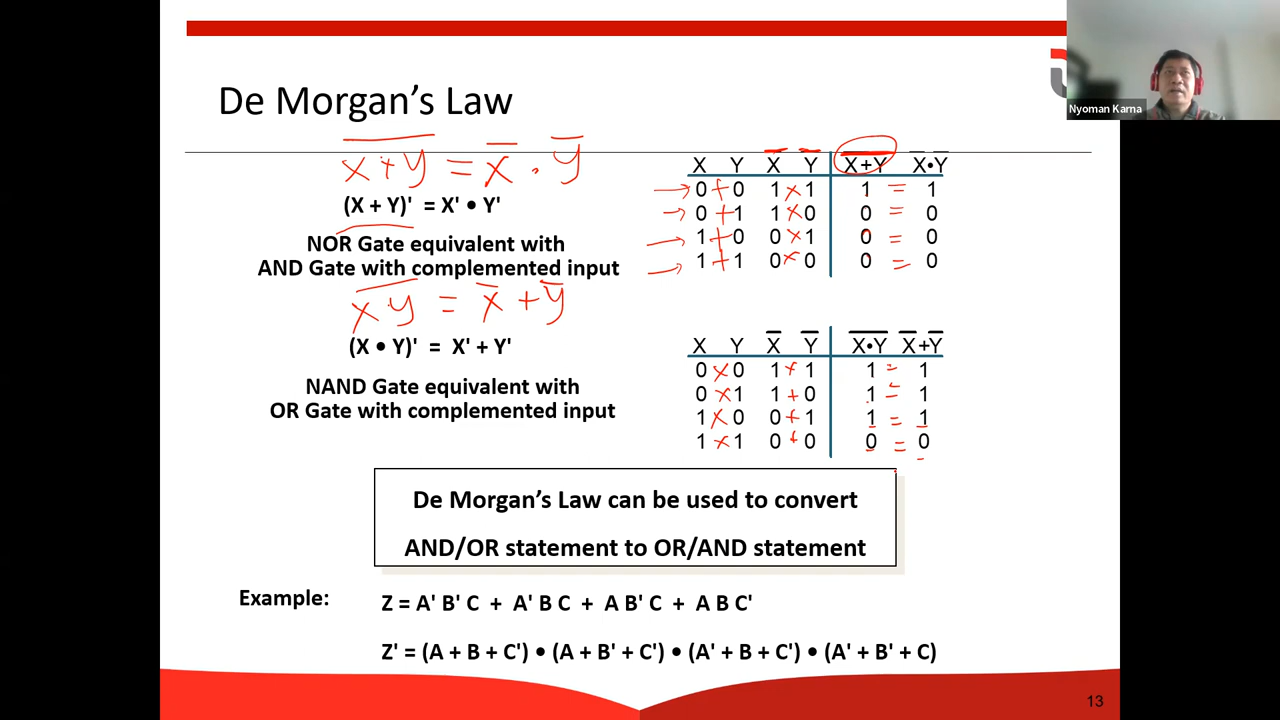 Nyoman Karna
De Morgan's Law
x+y = x̅ · y̅
(X + Y)' = X' • Y'
NOR Gate equivalent with
AND Gate with complemented input
x·y = x̅ + y̅
(X • Y)' = X' + Y'
NAND Gate equivalent with
OR Gate with complemented input
X Y X̅ Y̅ X̅+̅Y̅ X̅•Y̅
0 + 0 1 × 1 1 = 1
0 + 1 1 × 0 0 = 0
1 + 0 0 × 1 0 = 0
1 + 1 0 × 0 0 = 0
X Y X̅ Y̅ X̅•̅Y̅ X̅+Y̅
0 × 0 1 + 1 1 = 1
0 × 1 1 + 0 1 = 1
1 × 0 0 + 1 1 = 1
1 × 1 0 + 0 0 = 0
De Morgan's Law can be used to convert
AND/OR statement to OR/AND statement
Example:
Z = A' B' C + A' B C + A B' C + A B C'
Z' = (A + B + C') • (A + B' + C') • (A' + B + C') • (A' + B' + C)
13